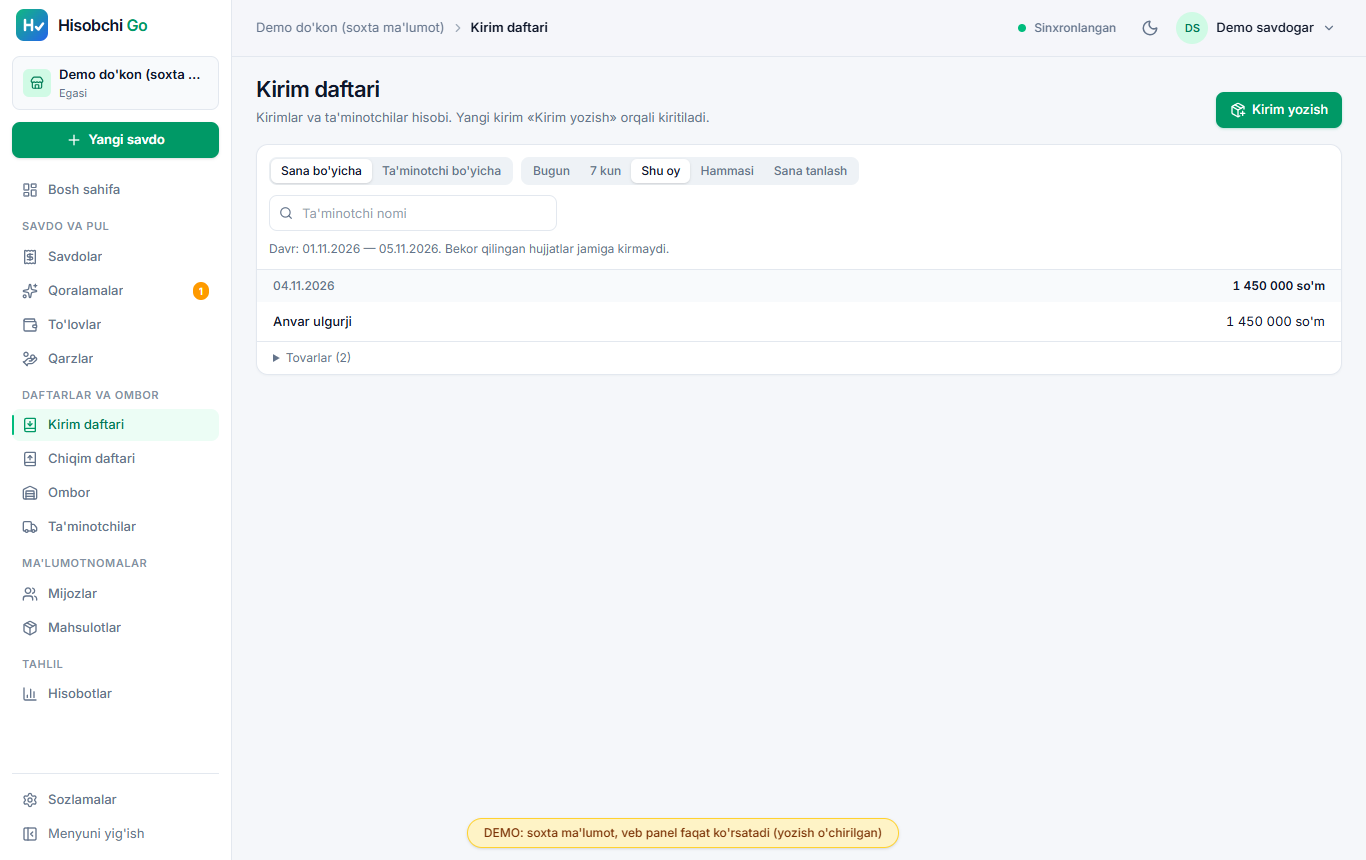 Hisobchi Go
Demo do'kon (soxta ...
Egasi
+ Yangi savdo
Bosh sahifa
SAVDO VA PUL
Savdolar
Qoralamalar 1
To'lovlar
Qarzlar
DAFTARLAR VA OMBOR
Kirim daftari
Chiqim daftari
Ombor
Ta'minotchilar
MA'LUMOTNOMALAR
Mijozlar
Mahsulotlar
TAHLIL
Hisobotlar
Sozlamalar
Menyuni yig'ish
Demo do'kon (soxta ma'lumot) > Kirim daftari
Sinxronlangan
DS Demo savdogar
Kirim daftari
Kirimlar va ta'minotchilar hisobi. Yangi kirim «Kirim yozish» orqali kiritiladi.
Kirim yozish
Sana bo'yicha Ta'minotchi bo'yicha Bugun 7 kun Shu oy Hammasi Sana tanlash
Ta'minotchi nomi
Davr: 01.11.2026 — 05.11.2026. Bekor qilingan hujjatlar jamiga kirmaydi.
04.11.2026 1 450 000 so'm
Anvar ulgurji 1 450 000 so'm
Tovarlar (2)
DEMO: soxta ma'lumot, veb panel faqat ko'rsatadi (yozish o'chirilgan)